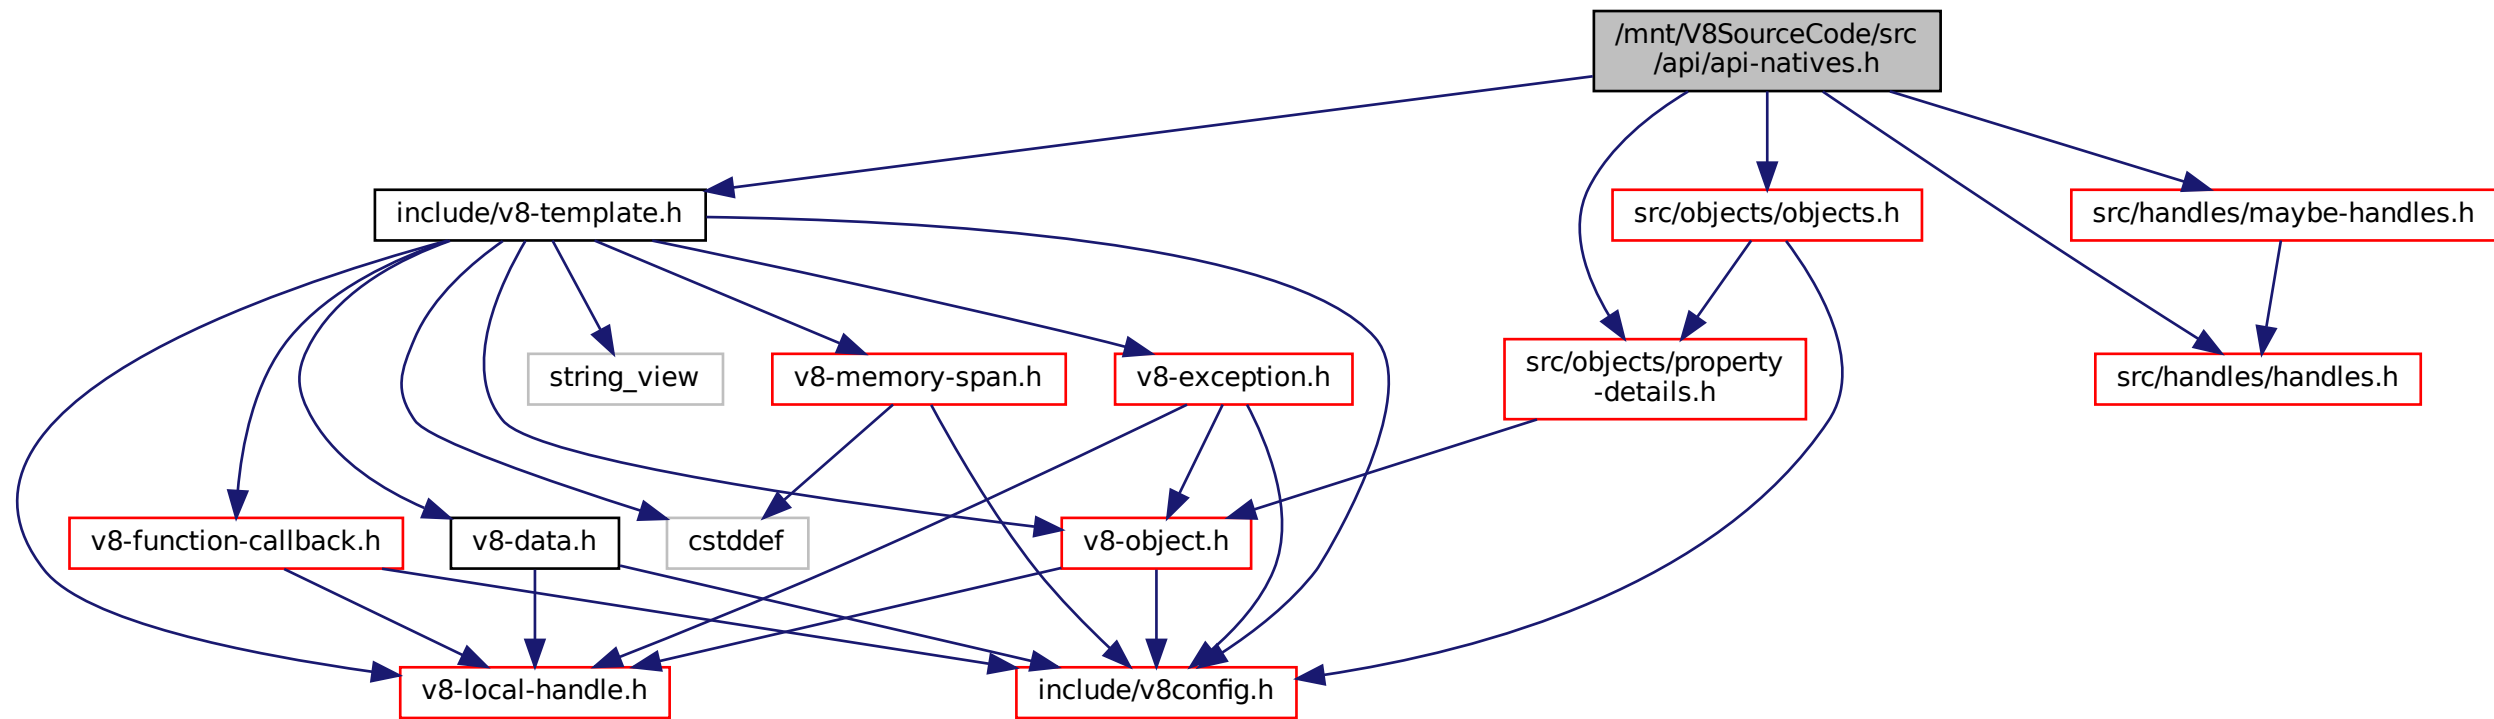 /mnt/V8SourceCode/src
/api/api-natives.h
include/v8-template.h
src/objects/objects.h
src/handles/maybe-handles.h
string_view
v8-memory-span.h
v8-exception.h
src/objects/property
-details.h
src/handles/handles.h
v8-function-callback.h
v8-data.h
cstddef
v8-object.h
v8-local-handle.h
include/v8config.h